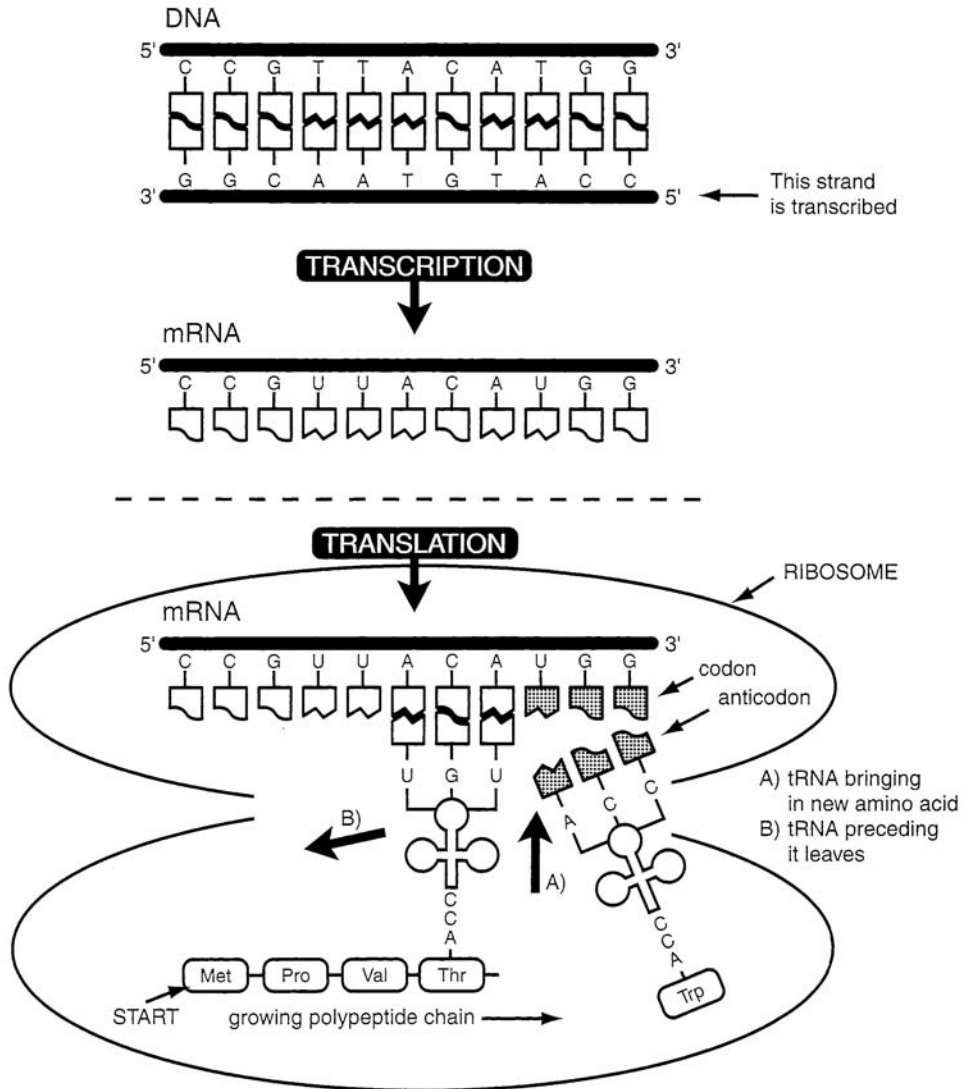 DNA
5'
C C G T T A C A T G G
3'
G G C A A T G T A C C
3'
5'
This strand
is transcribed
TRANSCRIPTION
mRNA
5'
3'
C C G U U A C A U G G
TRANSLATION
RIBOSOME
mRNA
5'
3'
C C G U U A C A U G G
codon
anticodon
U G U
A C C
A) tRNA bringing
in new amino acid
B) tRNA preceding
it leaves
B)
A)
C
C
A
C
C
A
Met Pro Val Thr
Trp
START
growing polypeptide chain